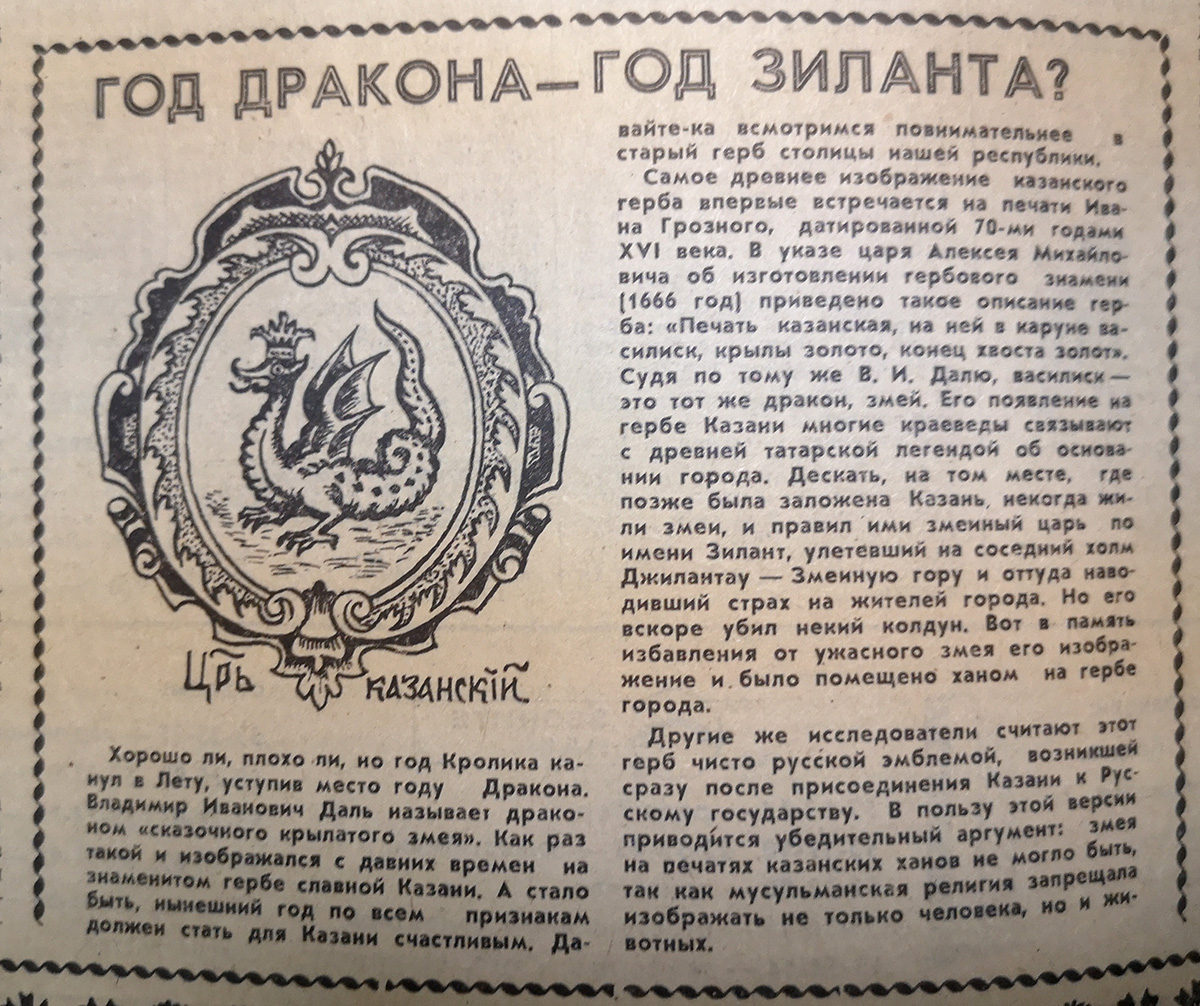 ГОД ДРАКОНА—ГОД ЗИЛАНТА?
Црь казанскій
Хорошо ли, плохо ли, но год Кролика ка-
нул в Лету, уступив место году Дракона.
Владимир Иванович Даль называет драко-
ном «сказочного крылатого змея». Как раз
такой и изображался с давних времен на
знаменитом гербе славной Казани. А стало
быть, нынешний год по всем признакам
должен стать для Казани счастливым. Да-
вайте-ка всмотримся повнимательнее в
старый герб столицы нашей республики.
Самое древнее изображение казанского
герба впервые встречается на печати Ива-
на Грозного, датированной 70-ми годами
XVI века. В указе царя Алексея Михайло-
вича об изготовлении гербового знамени
(1666 год) приведено такое описание гер-
ба: «Печать казанская, на ней в каруне ва-
силиск, крылы золото, конец хвоста золот».
Судя по тому же В. И. Далю, василиск —
это тот же дракон, змей. Его появление на
гербе Казани многие краеведы связывают
с древней татарской легендой об основа-
нии города. Дескать, на том месте, где
позже была заложена Казань, некогда жи-
ли змеи, и правил ими змеиный царь по
имени Зилант, улетевший на соседний холм
Джилантау — Змеиную гору и оттуда наво-
дивший страх на жителей города. Но его
вскоре убил некий колдун. Вот в память
избавления от ужасного змея его изобра-
жение и было помещено ханом на гербе
города.
Другие же исследователи считают этот
герб чисто русской эмблемой, возникшей
сразу после присоединения Казани к Рус-
скому государству. В пользу этой версии
приводится убедительный аргумент: змея
на печатях казанских ханов не могло быть,
так как мусульманская религия запрещала
изображать не только человека, но и жи-
вотных.